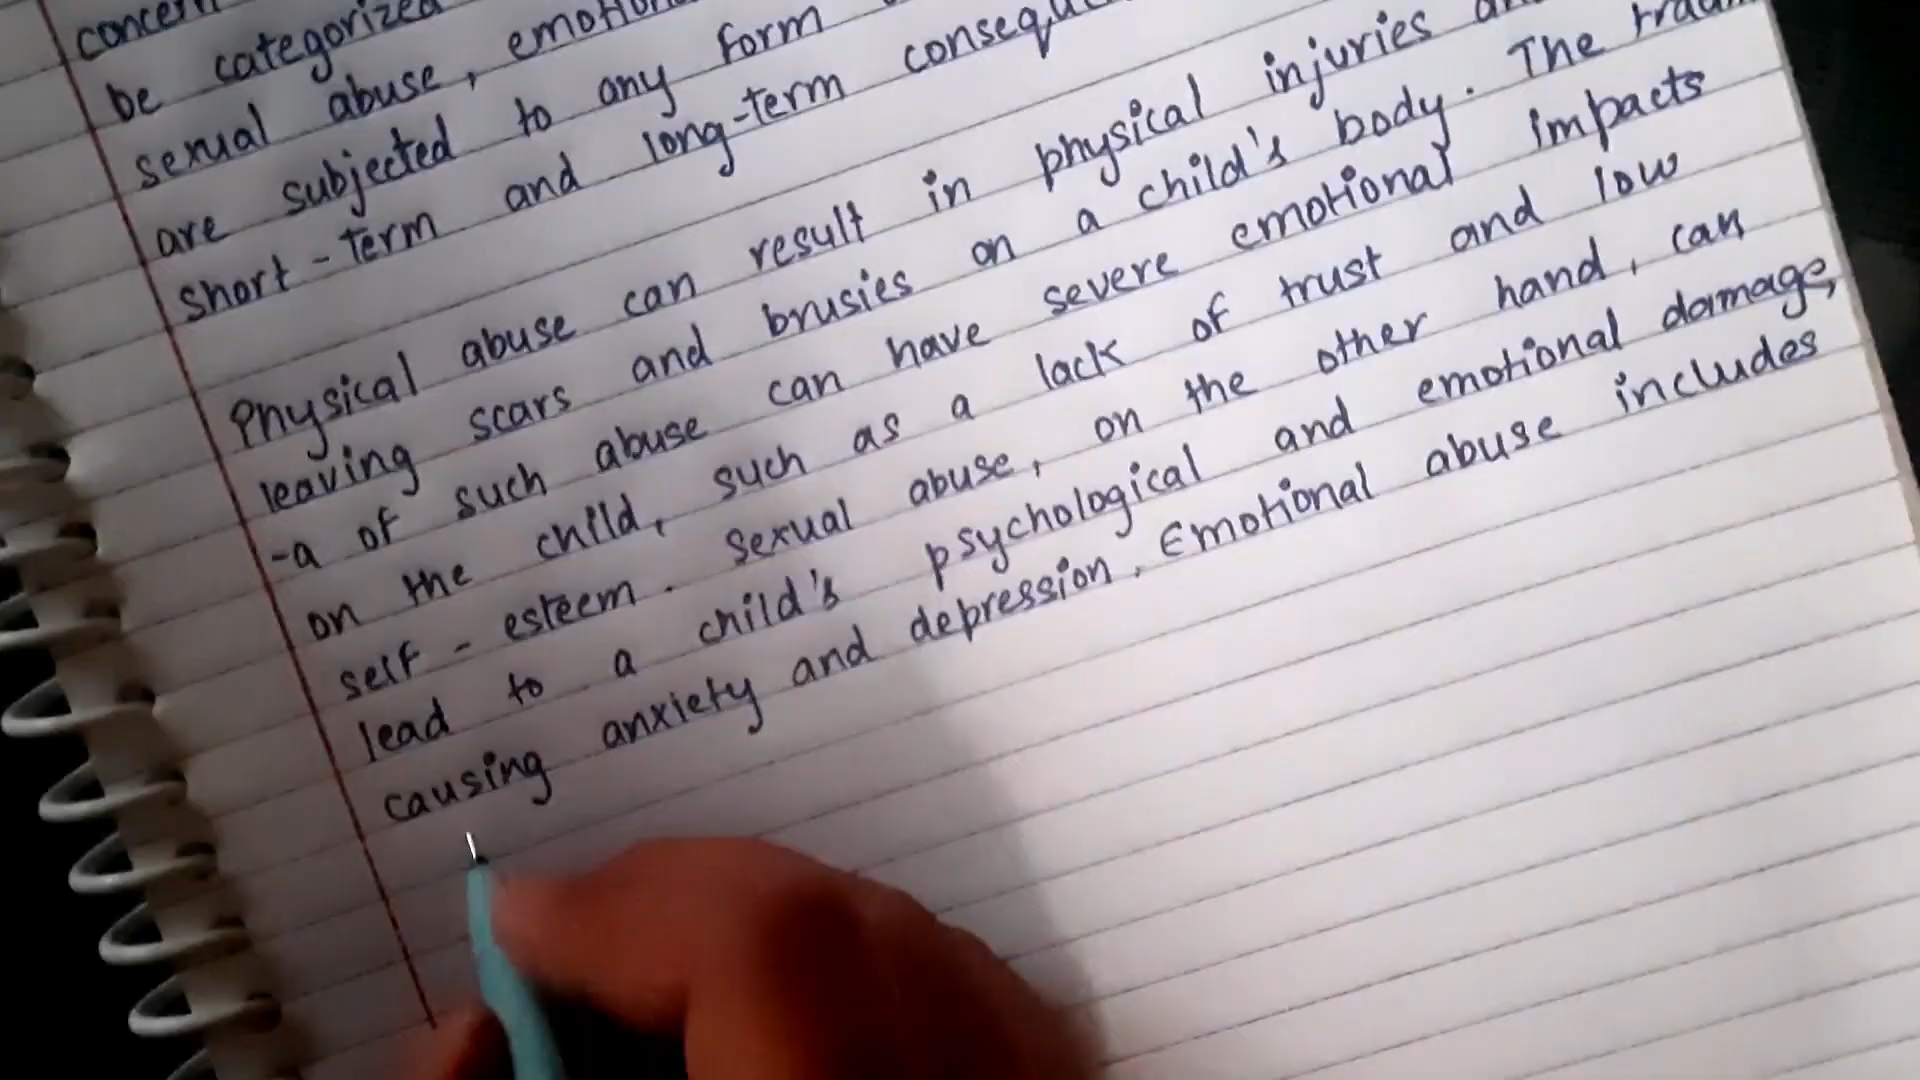 concern
be categorized
sexual abuse, emotion
are subjected to any form
short-term and long-term consequ
Physical abuse can result in physical injuries
leaving scars and brusies on a child's body. The
-a of such abuse can have severe emotional impacts
on the child, such as a lack of trust and low
self-esteem. sexual abuse, on the other hand, can
lead to a child's psychological and emotional damage,
causing anxiety and depression. Emotional abuse includes